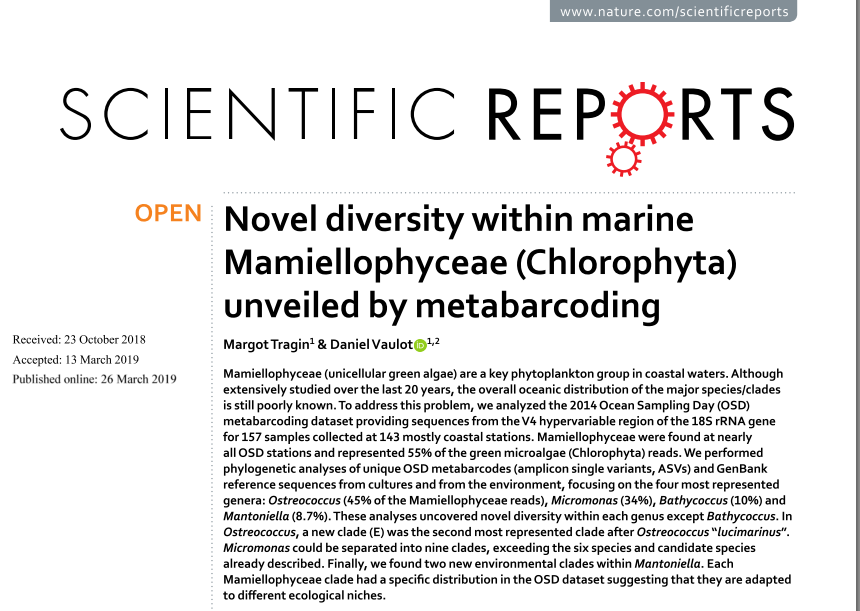 www.nature.com/scientificreports
SCIENTIFIC REPORTS
OPEN
Novel diversity within marine
Mamiellophyceae (Chlorophyta)
unveiled by metabarcoding
Received: 23 October 2018
Accepted: 13 March 2019
Published online: 26 March 2019
Margot Tragin1 & Daniel Vaulot iD 1,2
Mamiellophyceae (unicellular green algae) are a key phytoplankton group in coastal waters. Although
extensively studied over the last 20 years, the overall oceanic distribution of the major species/clades
is still poorly known. To address this problem, we analyzed the 2014 Ocean Sampling Day (OSD)
metabarcoding dataset providing sequences from the V4 hypervariable region of the 18S rRNA gene
for 157 samples collected at 143 mostly coastal stations. Mamiellophyceae were found at nearly
all OSD stations and represented 55% of the green microalgae (Chlorophyta) reads. We performed
phylogenetic analyses of unique OSD metabarcodes (amplicon single variants, ASVs) and GenBank
reference sequences from cultures and from the environment, focusing on the four most represented
genera: Ostreococcus (45% of the Mamiellophyceae reads), Micromonas (34%), Bathycoccus (10%) and
Mantoniella (8.7%). These analyses uncovered novel diversity within each genus except Bathycoccus. In
Ostreococcus, a new clade (E) was the second most represented clade after Ostreococcus “lucimarinus”.
Micromonas could be separated into nine clades, exceeding the six species and candidate species
already described. Finally, we found two new environmental clades within Mantoniella. Each
Mamiellophyceae clade had a specific distribution in the OSD dataset suggesting that they are adapted
to different ecological niches.